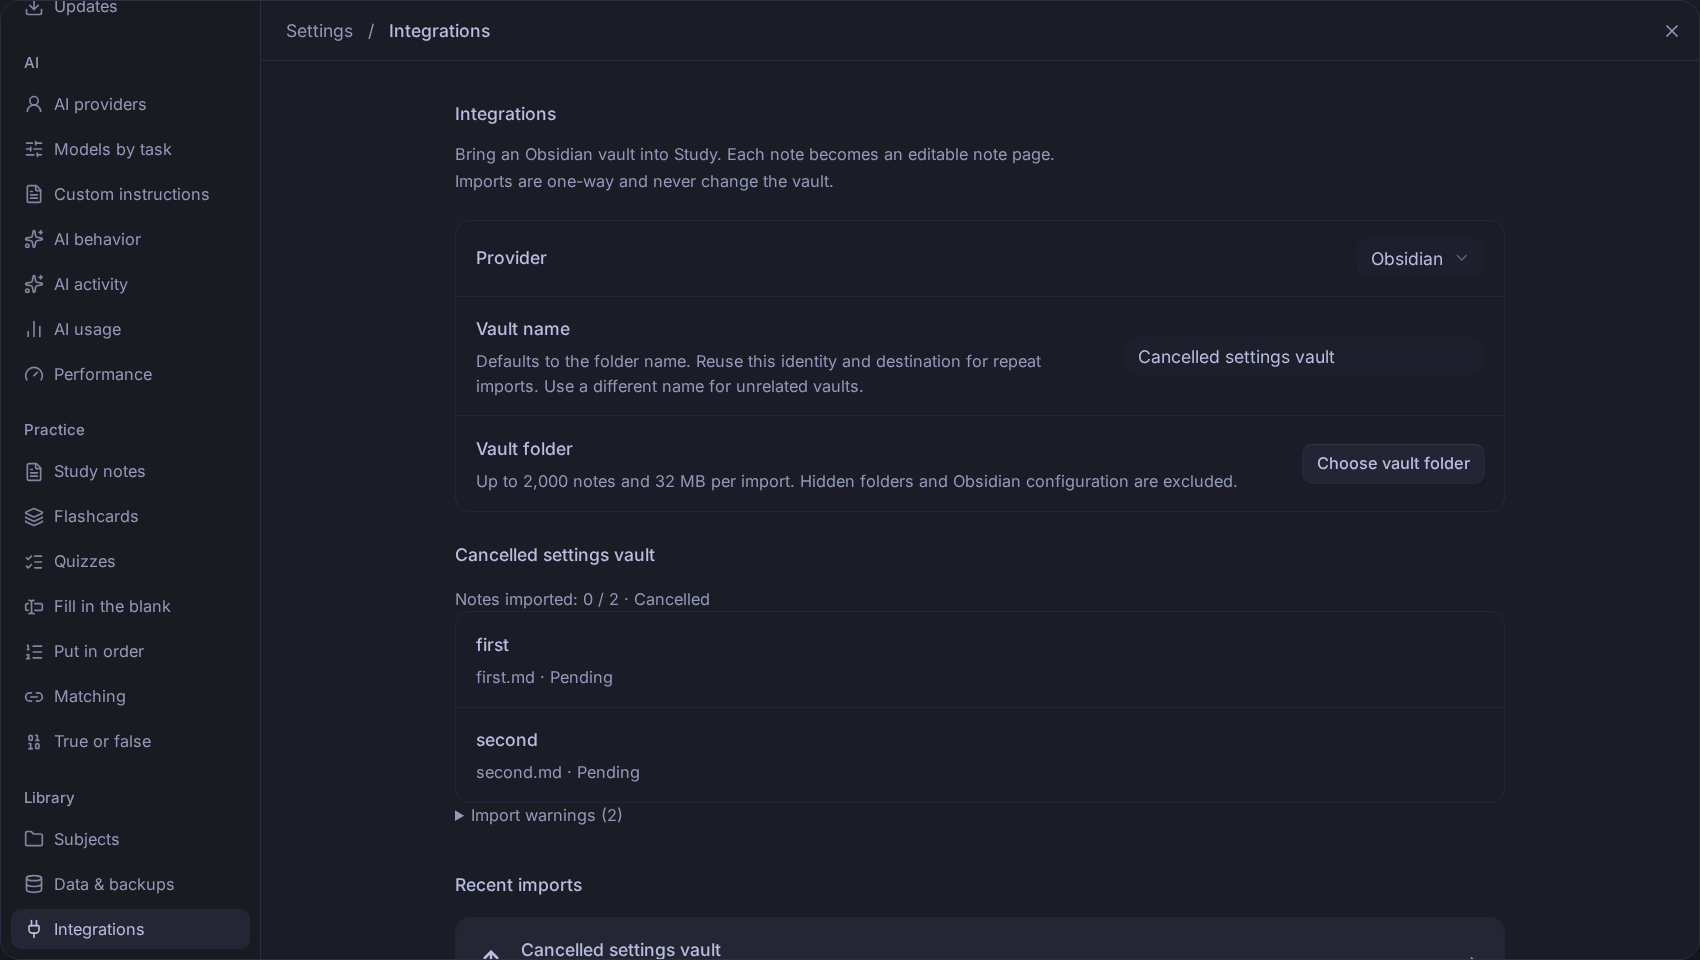 Updates
AI
AI providers
Models by task
Custom instructions
AI behavior
AI activity
AI usage
Performance
Practice
Study notes
Flashcards
Quizzes
Fill in the blank
Put in order
Matching
True or false
Library
Subjects
Data & backups
Integrations
Settings / Integrations
Integrations
Bring an Obsidian vault into Study. Each note becomes an editable note page.
Imports are one-way and never change the vault.
Provider
Obsidian
Vault name
Defaults to the folder name. Reuse this identity and destination for repeat
imports. Use a different name for unrelated vaults.
Cancelled settings vault
Vault folder
Up to 2,000 notes and 32 MB per import. Hidden folders and Obsidian configuration are excluded.
Choose vault folder
Cancelled settings vault
Notes imported: 0 / 2 · Cancelled
first
first.md · Pending
second
second.md · Pending
Import warnings (2)
Recent imports
Cancelled settings vault